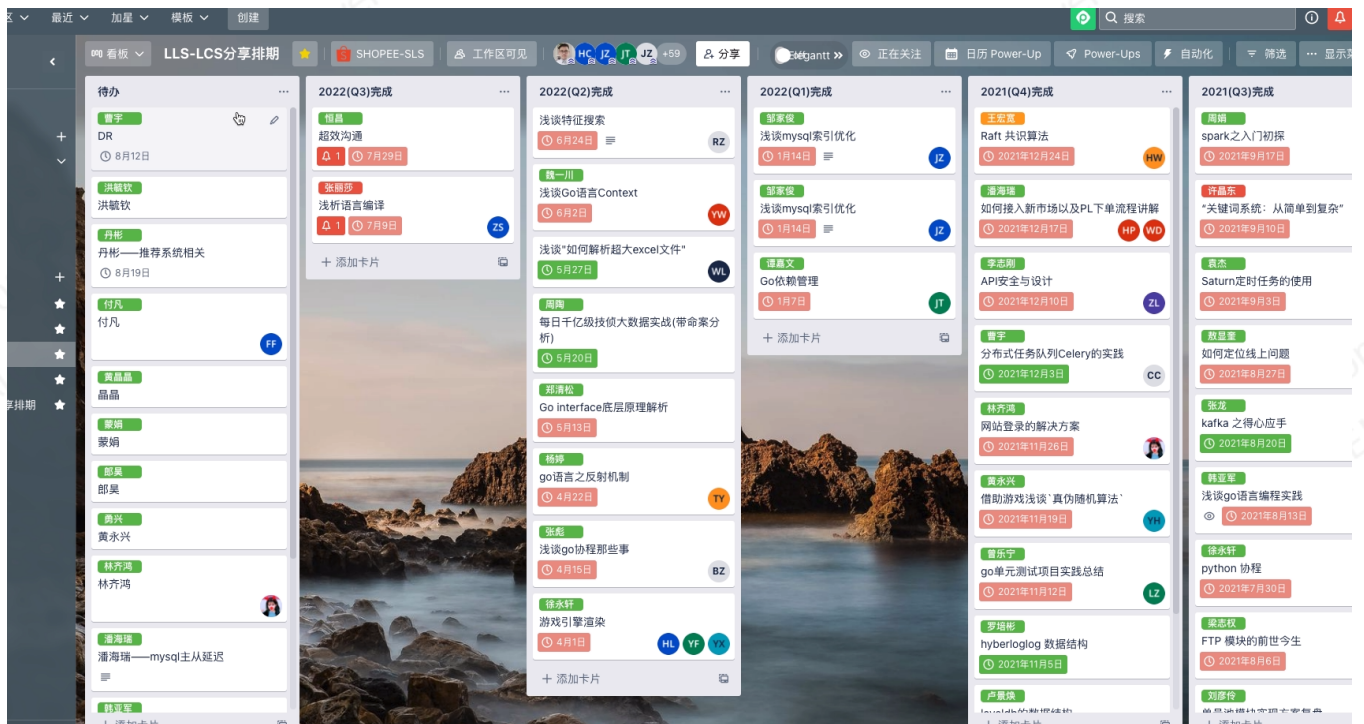 区
最近
加星
模板
创建
搜索
看板
LLS-LCS分享排期
SHOPEE-SLS
工作区可见
HC
JZ
JT
JZ
+59
分享
Elegantt
正在关注
日历 Power-Up
Power-Ups
自动化
筛选
显示
享排期
待办
曹宇
DR
8月12日
洪毓钦
洪毓钦
丹彬
丹彬——推荐系统相关
8月19日
付凡
付凡
FF
黄晶晶
晶晶
蒙娟
蒙娟
郎昊
郎昊
勇兴
黄永兴
林齐鸿
林齐鸿
潘海瑞
潘海瑞——mysql主从延迟
韩亚军
添加卡片
2022(Q3)完成
恒昌
超效沟通
1
7月29日
张丽莎
浅析语言编译
1
7月9日
ZS
添加卡片
2022(Q2)完成
浅谈特征搜索
6月24日
RZ
魏一川
浅谈Go语言Context
6月2日
YW
浅谈"如何解析超大excel文件"
5月27日
WL
周陶
每日千亿级技侦大数据实战(带命案分
析)
5月20日
郑清松
Go interface底层原理解析
5月13日
杨婷
go语言之反射机制
4月22日
TY
张彪
浅谈go协程那些事
4月15日
BZ
徐永轩
游戏引擎渲染
4月1日
HL
YF
YX
添加卡片
2022(Q1)完成
邹家俊
浅谈mysql索引优化
1月14日
JZ
邹家俊
浅谈mysql索引优化
1月14日
JZ
谭嘉文
Go依赖管理
1月7日
JT
添加卡片
2021(Q4)完成
王宏宽
Raft 共识算法
2021年12月24日
HW
潘海瑞
如何接入新市场以及PL下单流程讲解
2021年12月17日
HP
WD
李志刚
API安全与设计
2021年12月10日
ZL
曹宇
分布式任务队列Celery的实践
2021年12月3日
CC
林齐鸿
网站登录的解决方案
2021年11月26日
黄永兴
借助游戏浅谈`真伪随机算法`
2021年11月19日
YH
曾乐宁
go单元测试项目实践总结
2021年11月12日
LZ
罗培彬
hyberloglog 数据结构
2021年11月5日
卢景焕
leveldb的数据结构
添加卡片
2021(Q3)完成
周娟
spark之入门初探
2021年9月17日
许晶东
"关键词系统：从简单到复杂"
2021年9月10日
袁杰
Saturn定时任务的使用
2021年9月3日
敖显奎
如何定位线上问题
2021年8月27日
张龙
kafka 之得心应手
2021年8月20日
韩亚军
浅谈go语言编程实践
2021年8月13日
徐永轩
python 协程
2021年7月30日
梁志权
FTP 模块的前世今生
2021年8月6日
刘彦伶
单号池模块实现方案复盘
添加卡片